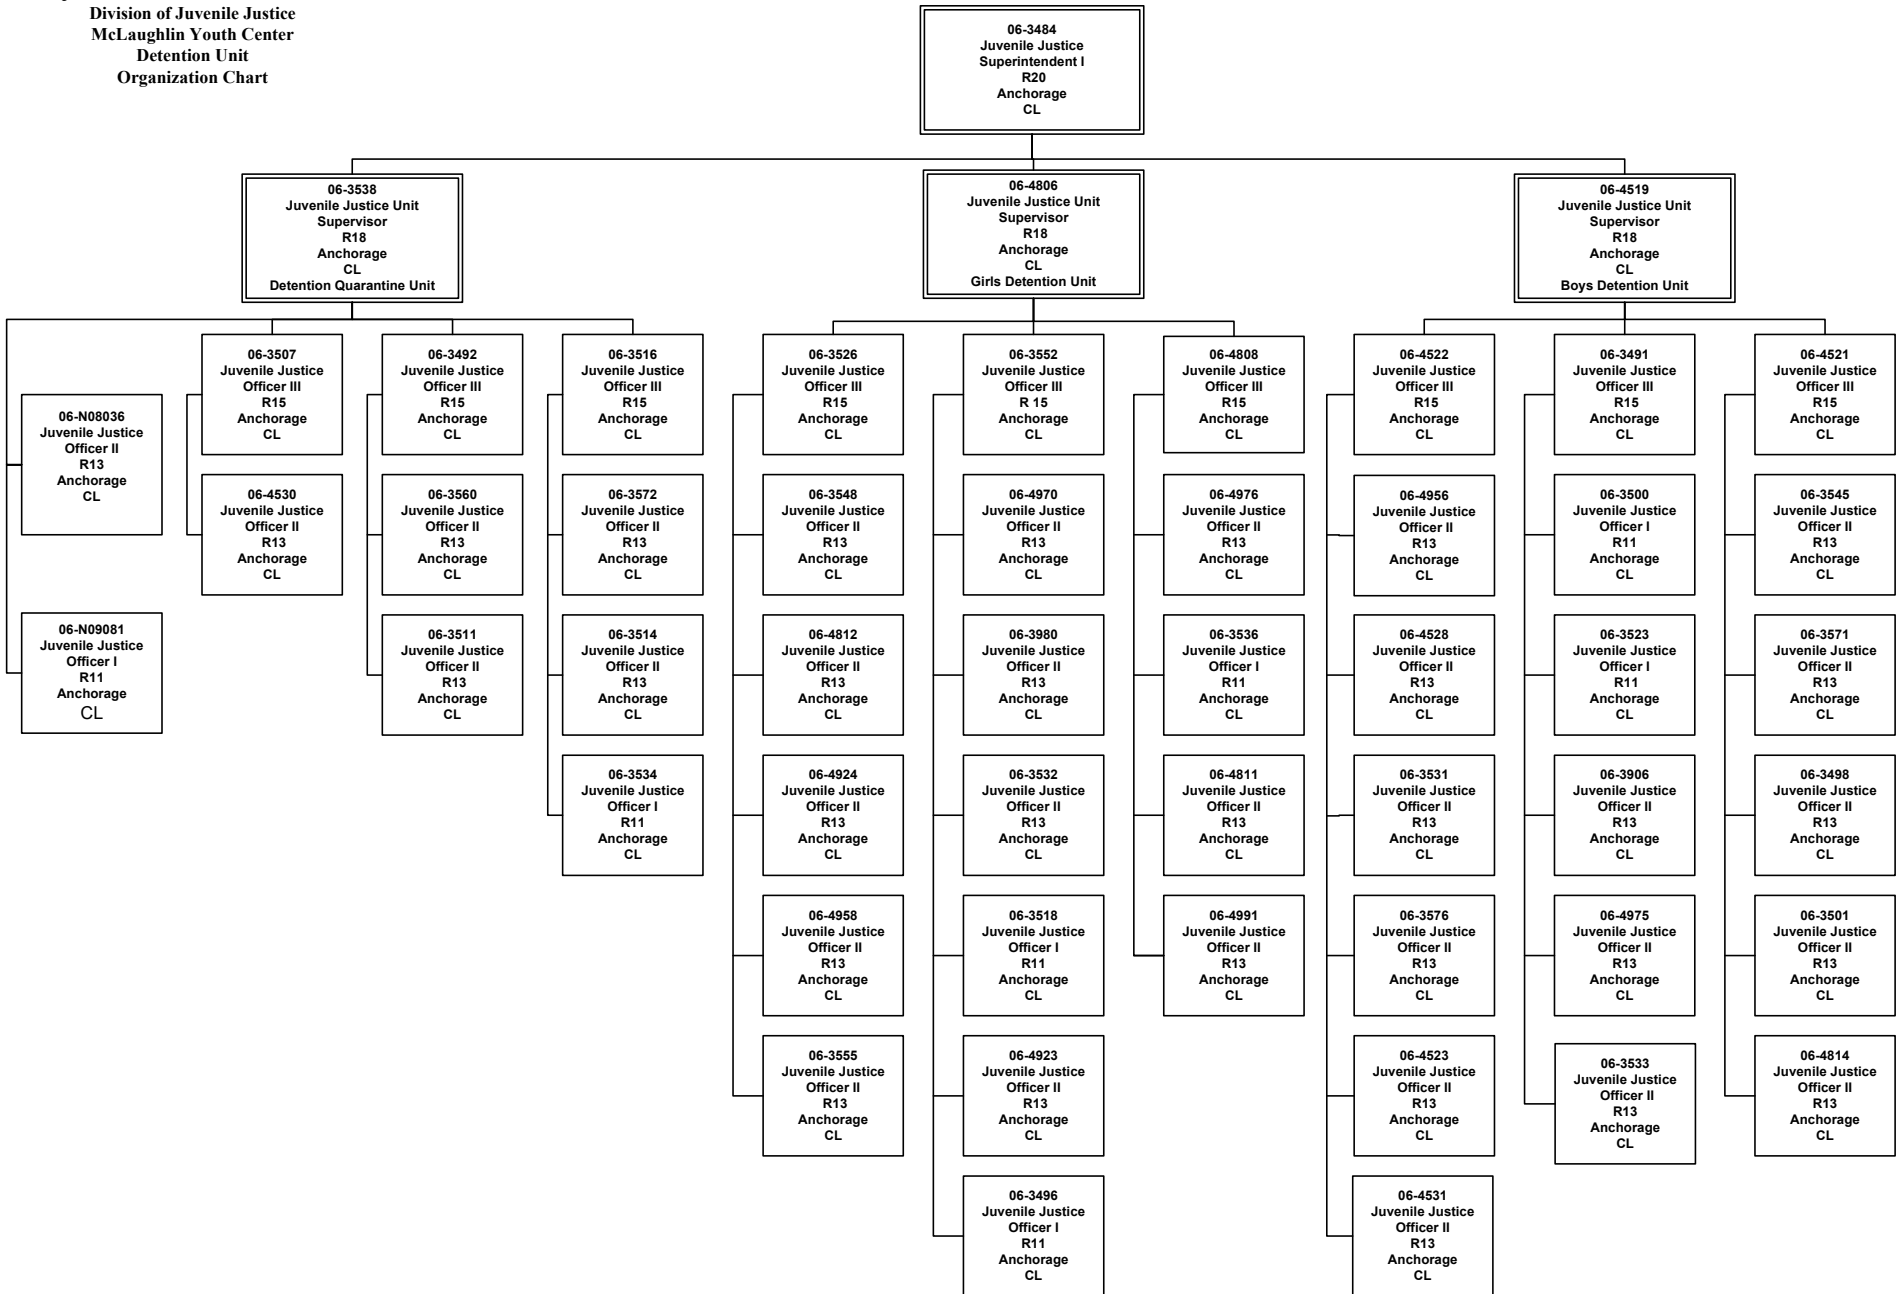 Division of Juvenile Justice
McLaughlin Youth Center
Detention Unit
Organization Chart
06-3484
Juvenile Justice
Superintendent I
R20
Anchorage
CL
06-3538
Juvenile Justice Unit
Supervisor
R18
Anchorage
CL
Detention Quarantine Unit
06-4806
Juvenile Justice Unit
Supervisor
R18
Anchorage
CL
Girls Detention Unit
06-4519
Juvenile Justice Unit
Supervisor
R18
Anchorage
CL
Boys Detention Unit
06-N08036
Juvenile Justice
Officer II
R13
Anchorage
CL
06-N09081
Juvenile Justice
Officer I
R11
Anchorage
CL
06-3507
Juvenile Justice
Officer III
R15
Anchorage
CL
06-4530
Juvenile Justice
Officer II
R13
Anchorage
CL
06-3492
Juvenile Justice
Officer III
R15
Anchorage
CL
06-3560
Juvenile Justice
Officer II
R13
Anchorage
CL
06-3511
Juvenile Justice
Officer II
R13
Anchorage
CL
06-3516
Juvenile Justice
Officer III
R15
Anchorage
CL
06-3572
Juvenile Justice
Officer II
R13
Anchorage
CL
06-3514
Juvenile Justice
Officer II
R13
Anchorage
CL
06-3534
Juvenile Justice
Officer I
R11
Anchorage
CL
06-3526
Juvenile Justice
Officer III
R15
Anchorage
CL
06-3548
Juvenile Justice
Officer II
R13
Anchorage
CL
06-4812
Juvenile Justice
Officer II
R13
Anchorage
CL
06-4924
Juvenile Justice
Officer II
R13
Anchorage
CL
06-4958
Juvenile Justice
Officer II
R13
Anchorage
CL
06-3555
Juvenile Justice
Officer II
R13
Anchorage
CL
06-3552
Juvenile Justice
Officer III
R 15
Anchorage
CL
06-4970
Juvenile Justice
Officer II
R13
Anchorage
CL
06-3980
Juvenile Justice
Officer II
R13
Anchorage
CL
06-3532
Juvenile Justice
Officer II
R13
Anchorage
CL
06-3518
Juvenile Justice
Officer I
R11
Anchorage
CL
06-4923
Juvenile Justice
Officer II
R13
Anchorage
CL
06-3496
Juvenile Justice
Officer I
R11
Anchorage
CL
06-4808
Juvenile Justice
Officer III
R15
Anchorage
CL
06-4976
Juvenile Justice
Officer II
R13
Anchorage
CL
06-3536
Juvenile Justice
Officer I
R11
Anchorage
CL
06-4811
Juvenile Justice
Officer II
R13
Anchorage
CL
06-4991
Juvenile Justice
Officer II
R13
Anchorage
CL
06-4522
Juvenile Justice
Officer III
R15
Anchorage
CL
06-4956
Juvenile Justice
Officer II
R13
Anchorage
CL
06-4528
Juvenile Justice
Officer II
R13
Anchorage
CL
06-3531
Juvenile Justice
Officer II
R13
Anchorage
CL
06-3576
Juvenile Justice
Officer II
R13
Anchorage
CL
06-4523
Juvenile Justice
Officer II
R13
Anchorage
CL
06-4531
Juvenile Justice
Officer II
R13
Anchorage
CL
06-3491
Juvenile Justice
Officer III
R15
Anchorage
CL
06-3500
Juvenile Justice
Officer I
R11
Anchorage
CL
06-3523
Juvenile Justice
Officer I
R11
Anchorage
CL
06-3906
Juvenile Justice
Officer II
R13
Anchorage
CL
06-4975
Juvenile Justice
Officer II
R13
Anchorage
CL
06-3533
Juvenile Justice
Officer II
R13
Anchorage
CL
06-4521
Juvenile Justice
Officer III
R15
Anchorage
CL
06-3545
Juvenile Justice
Officer II
R13
Anchorage
CL
06-3571
Juvenile Justice
Officer II
R13
Anchorage
CL
06-3498
Juvenile Justice
Officer II
R13
Anchorage
CL
06-3501
Juvenile Justice
Officer II
R13
Anchorage
CL
06-4814
Juvenile Justice
Officer II
R13
Anchorage
CL